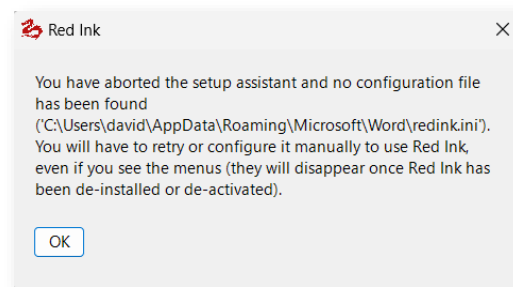 Red Ink
You have aborted the setup assistant and no configuration file
has been found
('C:\Users\david\AppData\Roaming\Microsoft\Word\redink.ini').
You will have to retry or configure it manually to use Red Ink,
even if you see the menus (they will disappear once Red Ink has
been de-installed or de-activated).
OK